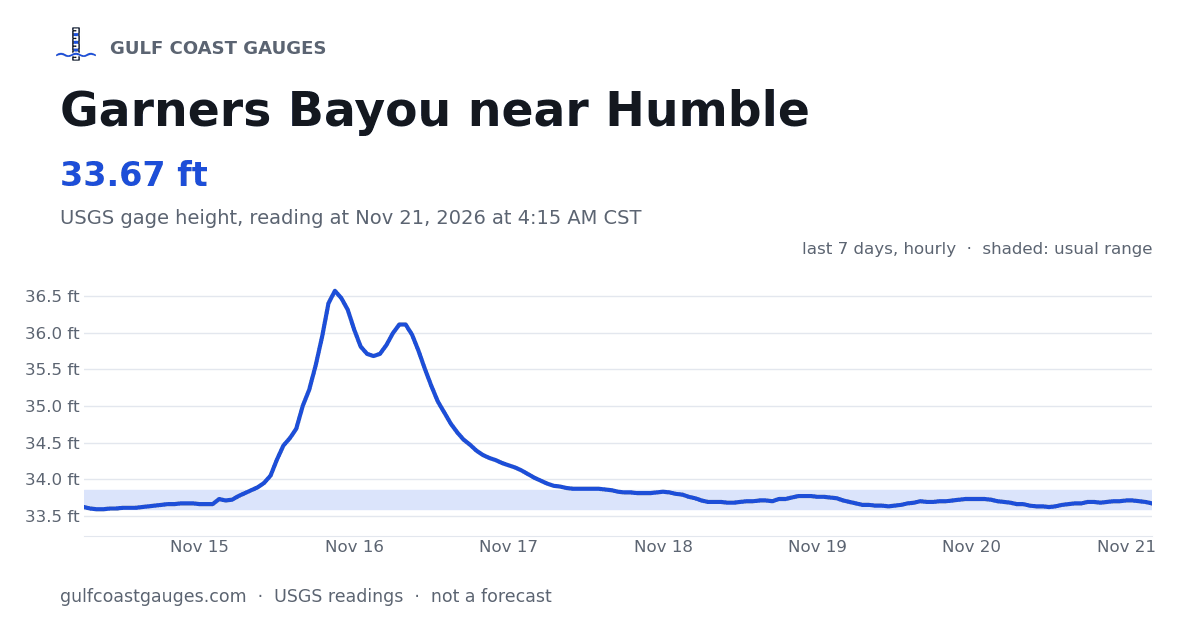 GULF COAST GAUGES
Garners Bayou near Humble
33.67 ft
USGS gage height, reading at Nov 21, 2026 at 4:15 AM CST
last 7 days, hourly · shaded: usual range
36.5 ft
36.0 ft
35.5 ft
35.0 ft
34.5 ft
34.0 ft
33.5 ft
Nov 15 Nov 16 Nov 17 Nov 18 Nov 19 Nov 20 Nov 21
gulfcoastgauges.com · USGS readings · not a forecast